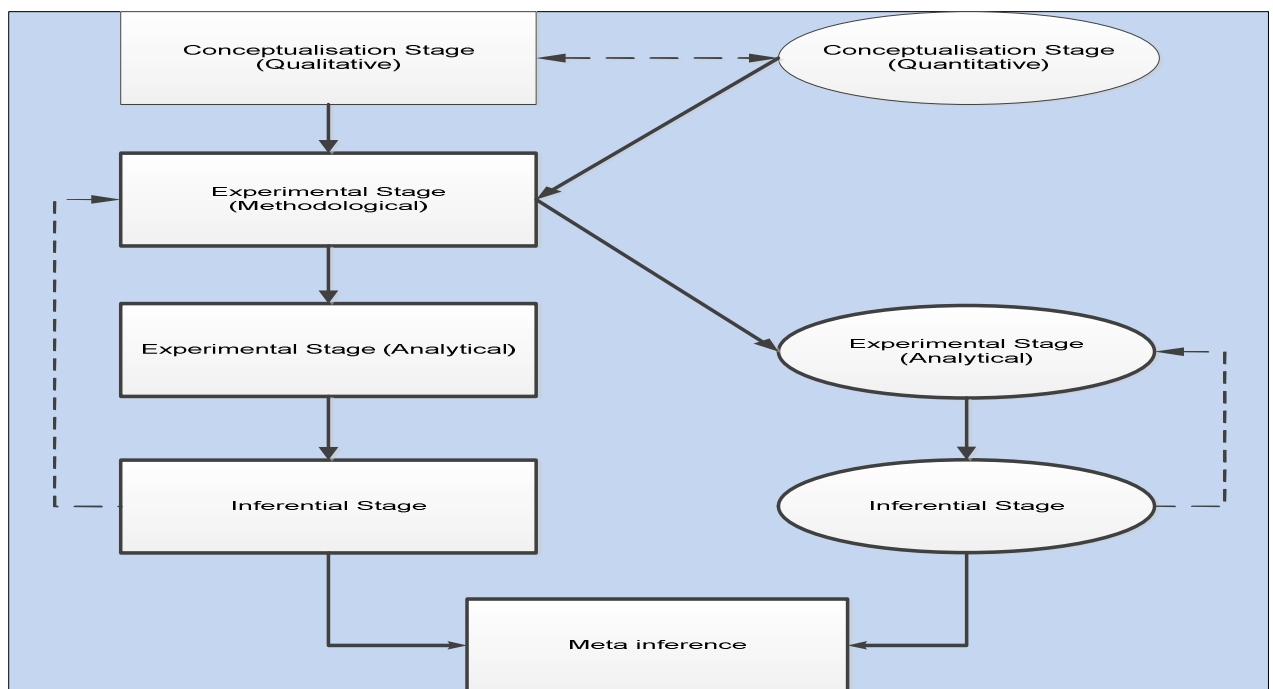 Conceptualisation Stage
(Qualitative)
Conceptualisation Stage
(Quantitative)
Experimental Stage
(Methodological)
Experimental Stage (Analytical)
Experimental Stage
(Analytical)
Inferential Stage
Inferential Stage
Meta inference